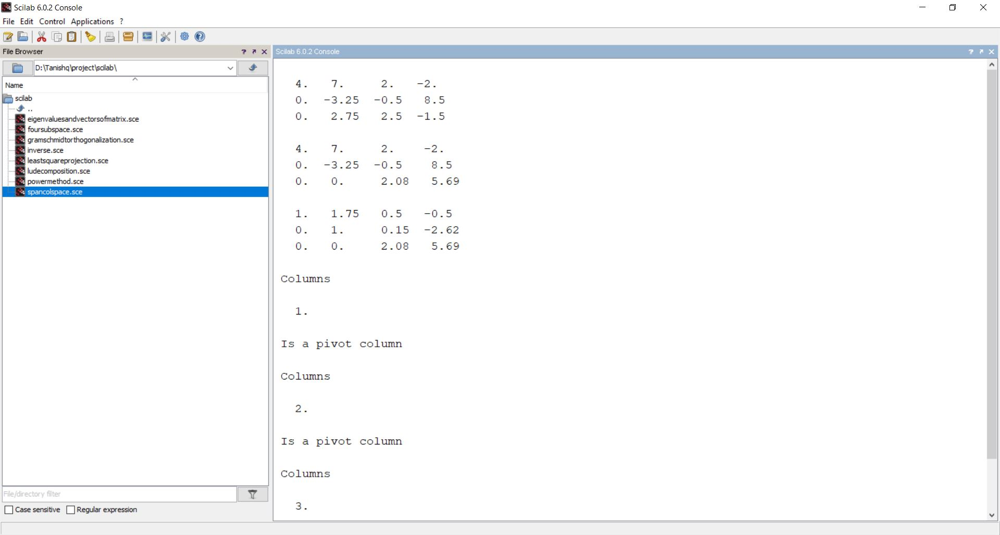 Scilab 6.0.2 Console
File Edit Control Applications ?
File Browser
D:\Tanishq\project\scilab\
Name
scilab
..
eigenvaluesandvectorsofmatrix.sce
foursubspace.sce
gramschmidtorthogonalization.sce
inverse.sce
leastsquareprojection.sce
ludecomposition.sce
powermethod.sce
spancolspace.sce
File/directory filter
Case sensitive Regular expression
Scilab 6.0.2 Console
4. 7. 2. -2.
0. -3.25 -0.5 8.5
0. 2.75 2.5 -1.5
4. 7. 2. -2.
0. -3.25 -0.5 8.5
0. 0. 2.08 5.69
1. 1.75 0.5 -0.5
0. 1. 0.15 -2.62
0. 0. 2.08 5.69
Columns
1.
Is a pivot column
Columns
2.
Is a pivot column
Columns
3.